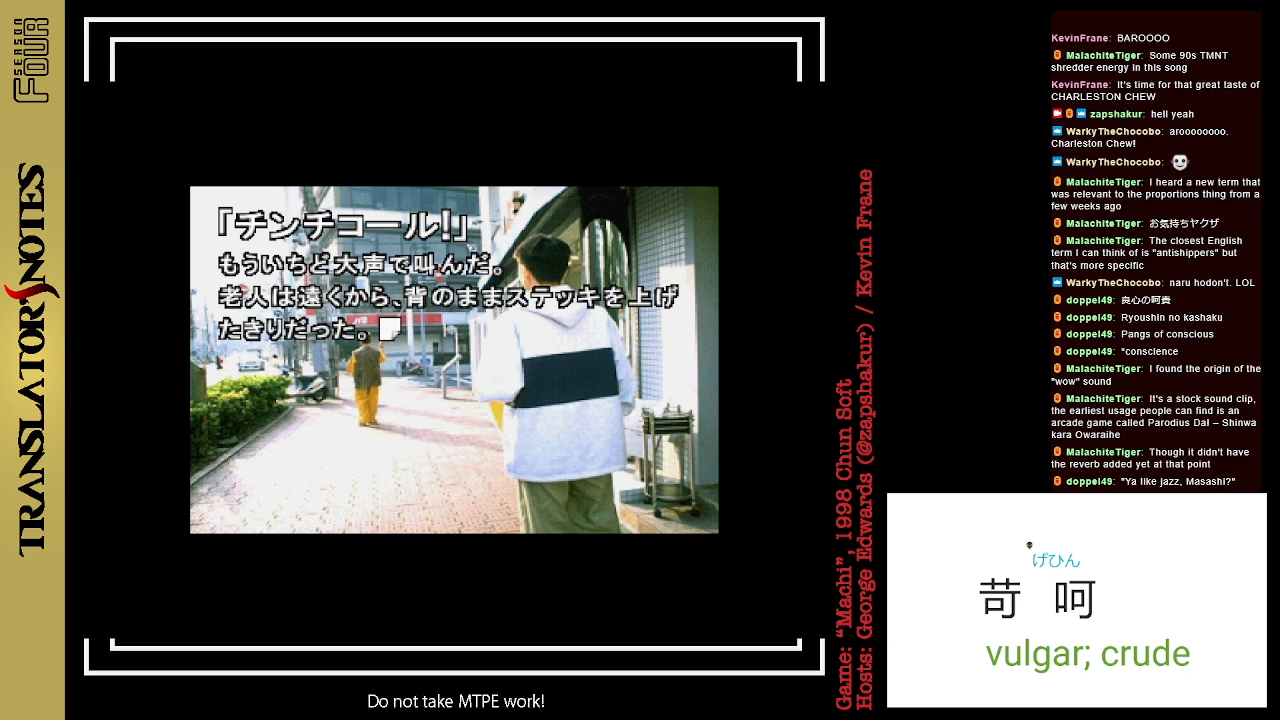 SEASON
FOUR
TRANSLATOR'S NOTES
「チンチコール!」
もういちど大声で叫んだ。
老人は遠くから、背のままステッキを上げ
たきりだった。
Game: “Machi”, 1998 Chun Soft
Hosts: George Edwards (@zapshakur) / Kevin Frane
Do not take MTPE work!
KevinFrane: BAROOOO
MalachiteTiger: Some 90s TMNT
shredder energy in this song
KevinFrane: It's time for that great taste of
CHARLESTON CHEW
zapshakur: hell yeah
WarkyTheChocobo: aroooooooo.
Charleston Chew!
WarkyTheChocobo:
MalachiteTiger: I heard a new term that
was relevant to the proportions thing from a
few weeks ago
MalachiteTiger: お気持ちヤクザ
MalachiteTiger: The closest English
term I can think of is "antishippers" but
that's more specific
WarkyTheChocobo: naru hodon't. LOL
doppel49: 良心の呵責
doppel49: Ryoushin no kashaku
doppel49: Pangs of conscious
doppel49: *conscience
MalachiteTiger: I found the origin of the
"wow" sound
MalachiteTiger: It's a stock sound clip,
the earliest usage people can find is an
arcade game called Parodius Da! – Shinwa
kara Owaraihe
MalachiteTiger: Though it didn't have
the reverb added yet at that point
doppel49: "Ya like jazz, Masashi?"
げひん
苛 呵
vulgar; crude